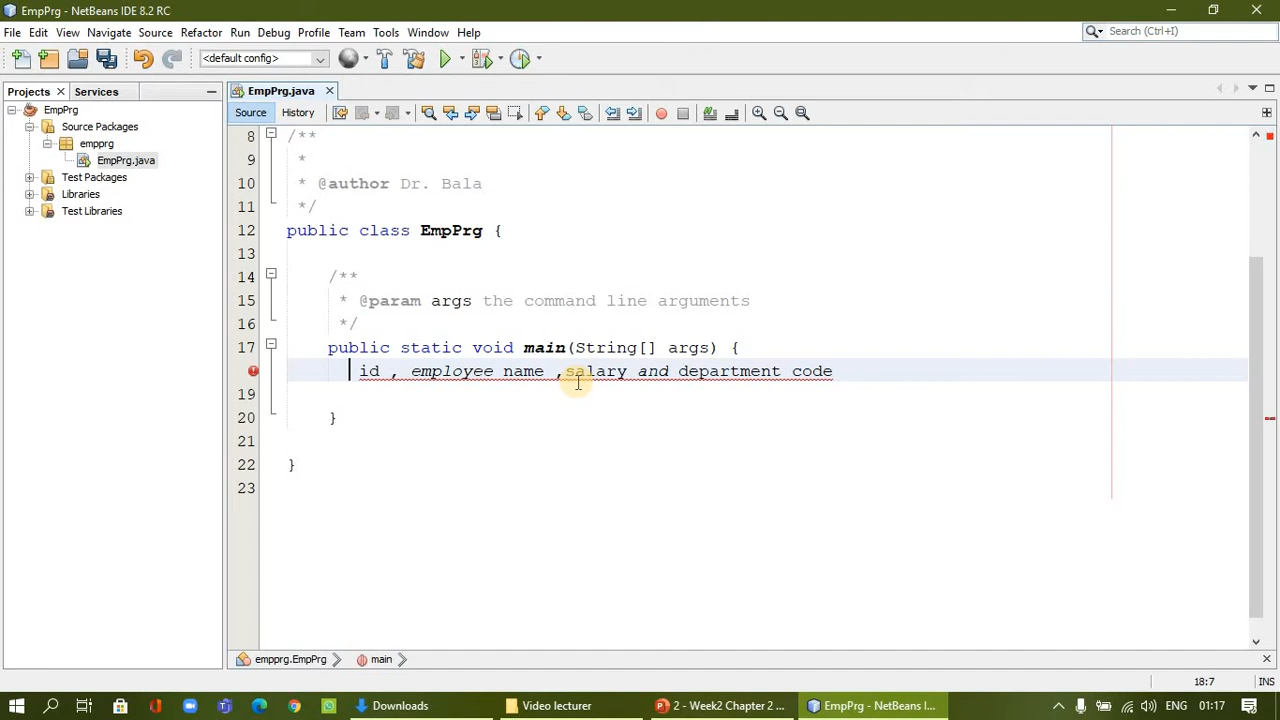 EmpPrg - NetBeans IDE 8.2 RC
File Edit View Navigate Source Refactor Run Debug Profile Team Tools Window Help
Search (Ctrl+I)
<default config>
Projects Services
EmpPrg.java
Source History
EmpPrg
Source Packages
empprg
EmpPrg.java
Test Packages
Libraries
Test Libraries
8 /**
9 *
10 * @author Dr. Bala
11 */
12 public class EmpPrg {
13
14 /**
15 * @param args the command line arguments
16 */
17 public static void main(String[] args) {
id , employee name ,salary and department code
19
20 }
21
22 }
23
empprg.EmpPrg main
18:7 INS
Downloads Video lecturer 2 - Week2 Chapter 2 ... EmpPrg - NetBeans I... ENG 01:17